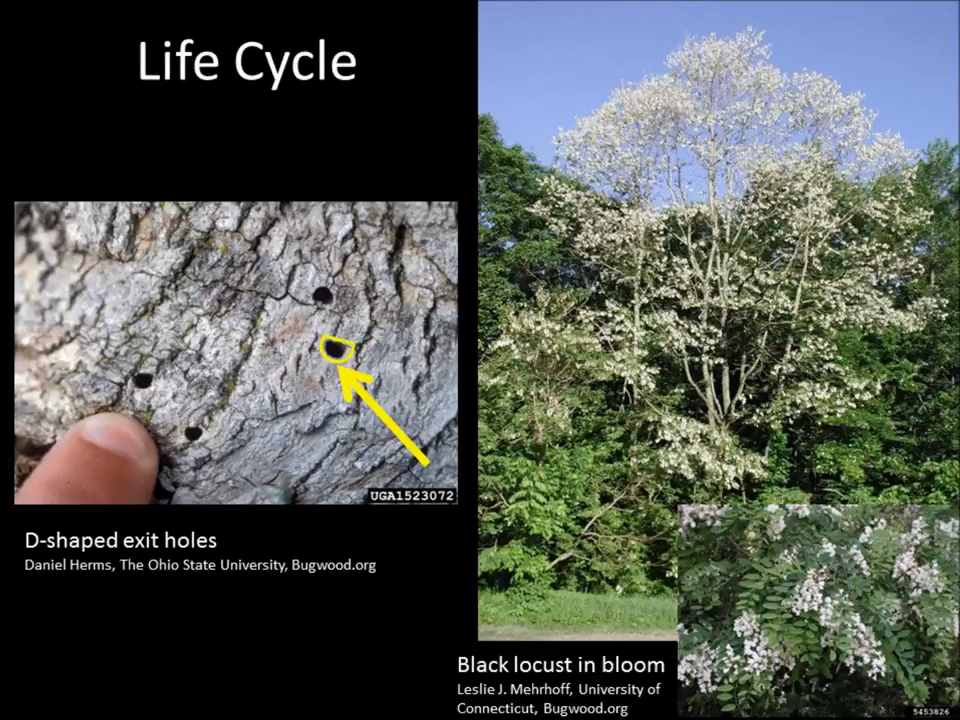 Life Cycle
UGA1523072
D-shaped exit holes
Daniel Herms, The Ohio State University, Bugwood.org
Black locust in bloom
Leslie J. Mehrhoff, University of
Connecticut, Bugwood.org
5453826